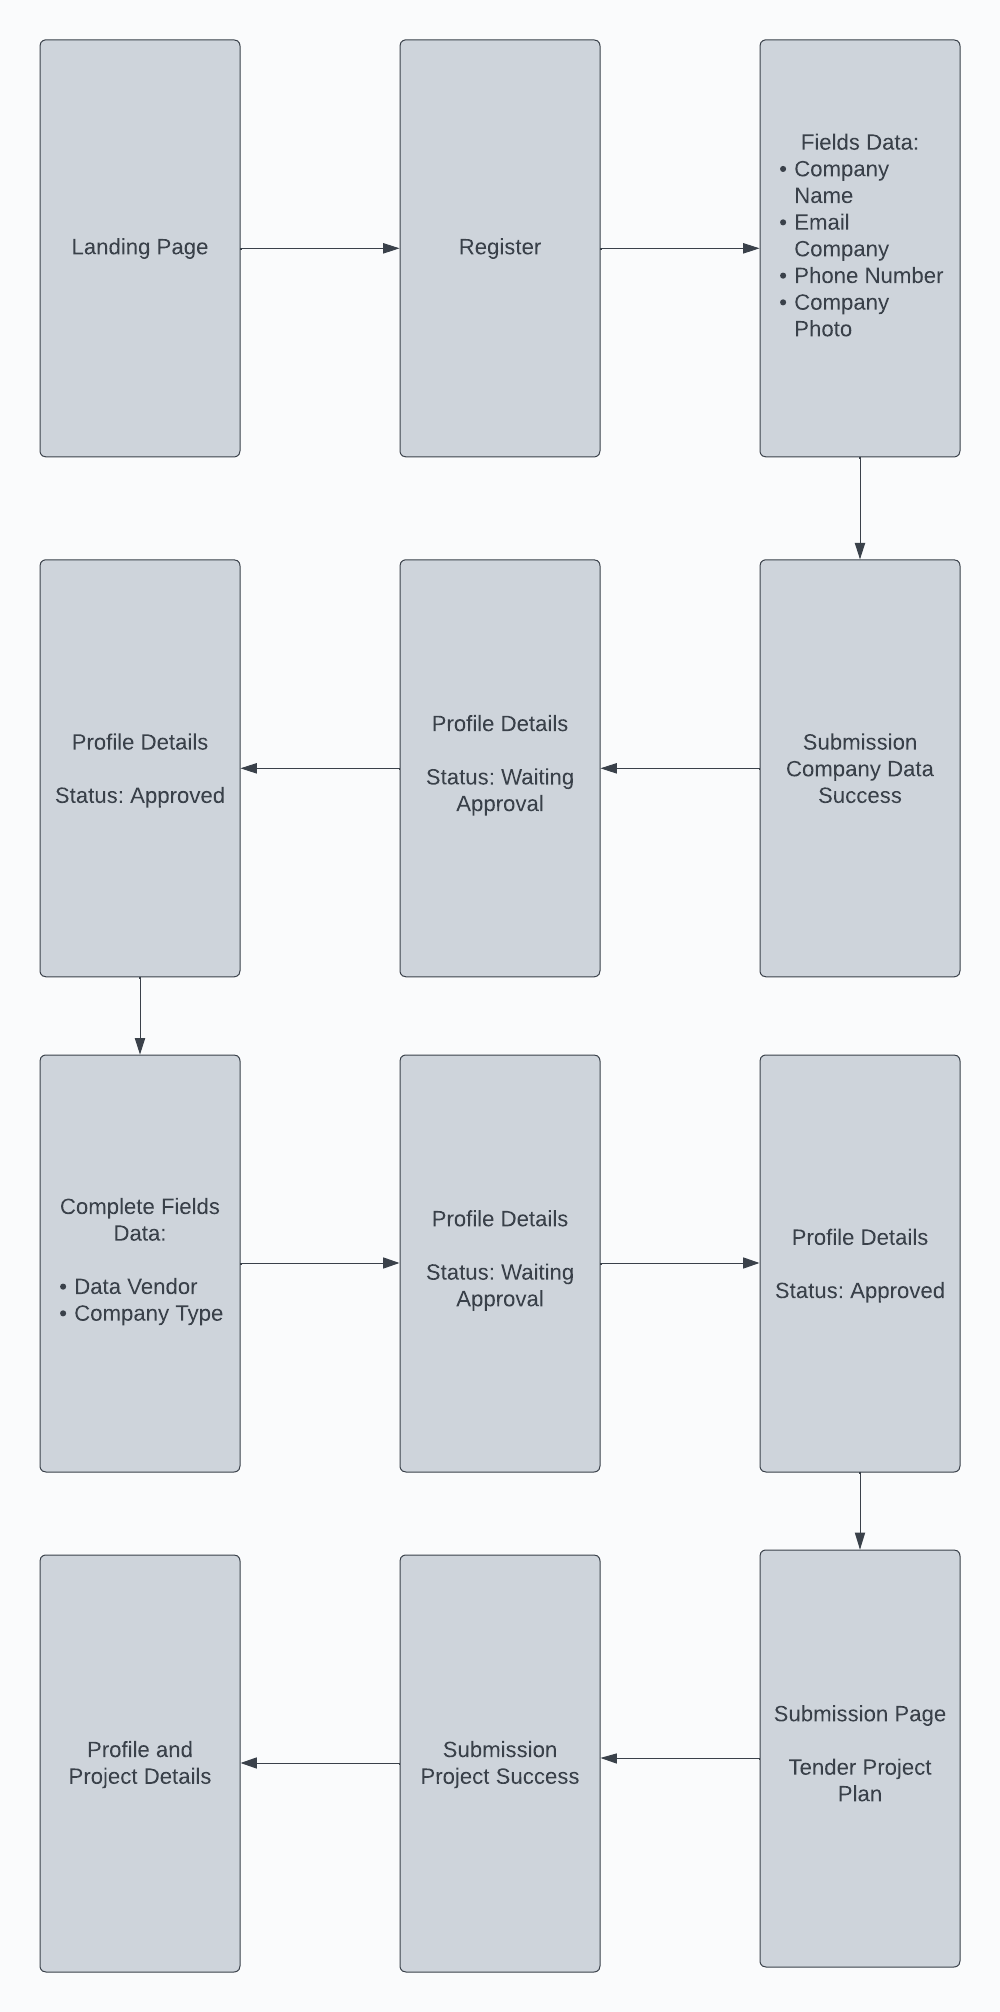 Landing Page
Register
Fields Data:
• Company
Name
• Email
Company
• Phone Number
• Company
Photo
Submission
Company Data
Success
Profile Details
Status: Waiting
Approval
Profile Details
Status: Approved
Complete Fields
Data:
• Data Vendor
• Company Type
Profile Details
Status: Waiting
Approval
Profile Details
Status: Approved
Submission Page
Tender Project
Plan
Submission
Project Success
Profile and
Project Details